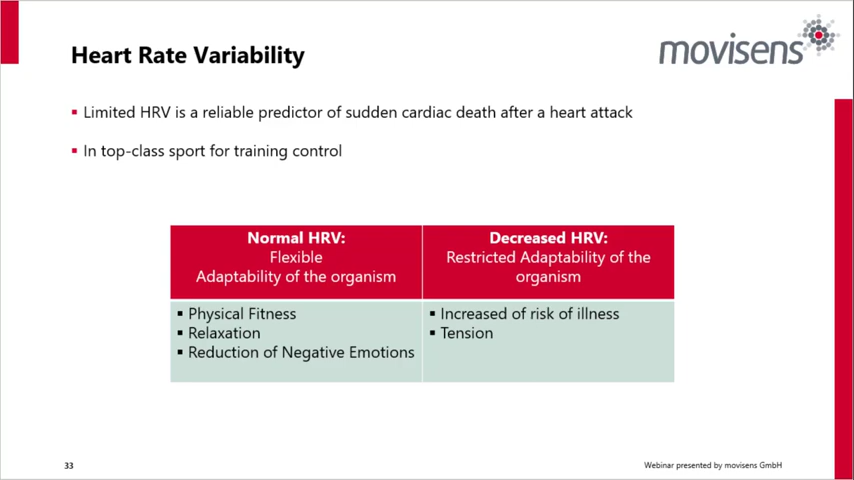 Heart Rate Variability
movisens
▪ Limited HRV is a reliable predictor of sudden cardiac death after a heart attack
▪ In top-class sport for training control
Normal HRV:
Flexible
Adaptability of the organism
Decreased HRV:
Restricted Adaptability of the
organism
▪ Physical Fitness
▪ Relaxation
▪ Reduction of Negative Emotions
▪ Increased of risk of illness
▪ Tension
33
Webinar presented by movisens GmbH